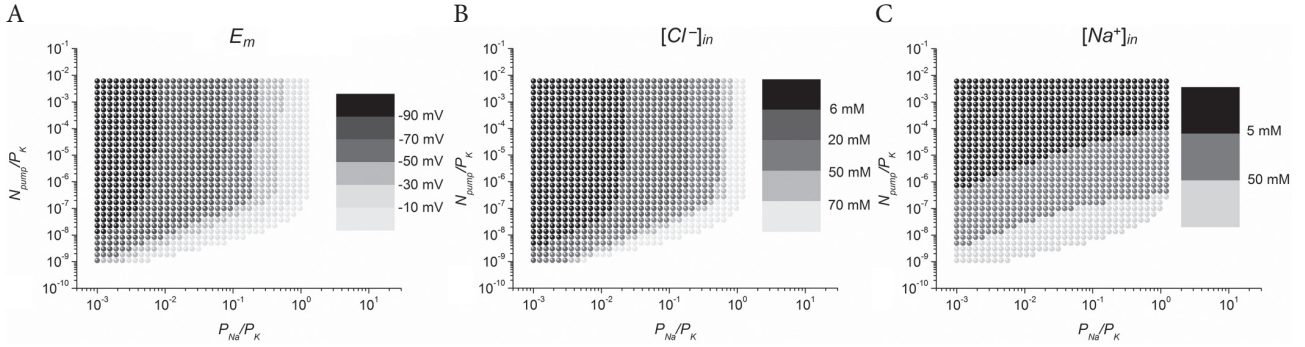 A
E_m
10^-1
10^-2
10^-3
10^-4
10^-5
10^-6
10^-7
10^-8
10^-9
10^-10
N_pump/P_K
10^-3
10^-2
10^-1
10^0
10^1
P_Na/P_K
-90 mV
-70 mV
-50 mV
-30 mV
-10 mV
B
[Cl^−]_in
10^-1
10^-2
10^-3
10^-4
10^-5
10^-6
10^-7
10^-8
10^-9
10^-10
N_pump/P_K
10^-3
10^-2
10^-1
10^0
10^1
P_Na/P_K
6 mM
20 mM
50 mM
70 mM
C
[Na^+]_in
10^-1
10^-2
10^-3
10^-4
10^-5
10^-6
10^-7
10^-8
10^-9
10^-10
N_pump/P_K
10^-3
10^-2
10^-1
10^0
10^1
P_Na/P_K
5 mM
50 mM